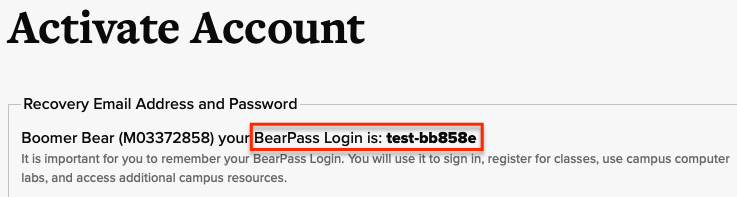 Activate Account
Recovery Email Address and Password
Boomer Bear (M03372858) your BearPass Login is: test-bb858e
It is important for you to remember your BearPass Login. You will use it to sign in, register for classes, use campus computer
labs, and access additional campus resources.